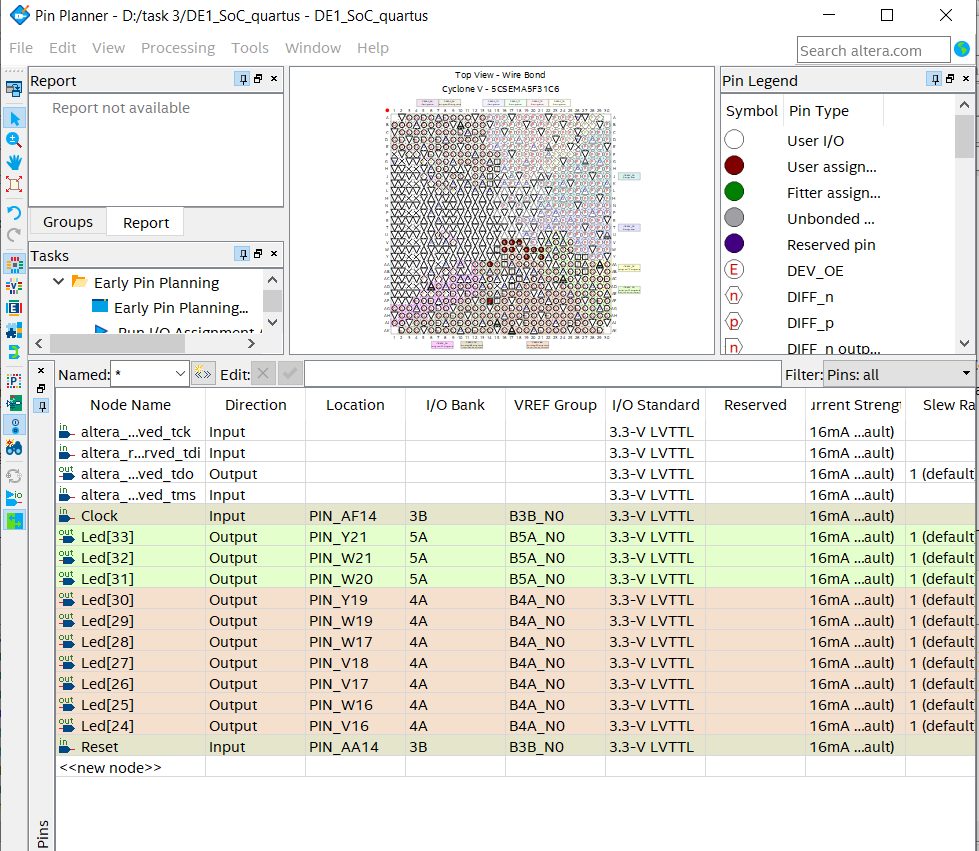 Pin Planner - D:/task 3/DE1_SoC_quartus - DE1_SoC_quartus
File Edit View Processing Tools Window Help
Search altera.com
Report
Report not available
Groups Report
Tasks
Early Pin Planning
Early Pin Planning...
Run I/O Assignment
Top View - Wire Bond
Cyclone V - 5CSEMA5F31C6
Pin Legend
Symbol Pin Type
User I/O
User assign...
Fitter assign...
Unbonded ...
Reserved pin
E DEV_OE
n DIFF_n
p DIFF_p
n DIFF_n outp...
Named: * Edit: Filter: Pins: all
Node Name Direction Location I/O Bank VREF Group I/O Standard Reserved urrent Strengt Slew Ra
in altera_...ved_tck Input 3.3-V LVTTL 16mA ...ault)
in altera_r...rved_tdi Input 3.3-V LVTTL 16mA ...ault)
out altera_...ved_tdo Output 3.3-V LVTTL 16mA ...ault) 1 (default
in altera_...ved_tms Input 3.3-V LVTTL 16mA ...ault)
in Clock Input PIN_AF14 3B B3B_N0 3.3-V LVTTL 16mA ...ault)
out Led[33] Output PIN_Y21 5A B5A_N0 3.3-V LVTTL 16mA ...ault) 1 (default
out Led[32] Output PIN_W21 5A B5A_N0 3.3-V LVTTL 16mA ...ault) 1 (default
out Led[31] Output PIN_W20 5A B5A_N0 3.3-V LVTTL 16mA ...ault) 1 (default
out Led[30] Output PIN_Y19 4A B4A_N0 3.3-V LVTTL 16mA ...ault) 1 (default
out Led[29] Output PIN_W19 4A B4A_N0 3.3-V LVTTL 16mA ...ault) 1 (default
out Led[28] Output PIN_W17 4A B4A_N0 3.3-V LVTTL 16mA ...ault) 1 (default
out Led[27] Output PIN_V18 4A B4A_N0 3.3-V LVTTL 16mA ...ault) 1 (default
out Led[26] Output PIN_V17 4A B4A_N0 3.3-V LVTTL 16mA ...ault) 1 (default
out Led[25] Output PIN_W16 4A B4A_N0 3.3-V LVTTL 16mA ...ault) 1 (default
out Led[24] Output PIN_V16 4A B4A_N0 3.3-V LVTTL 16mA ...ault) 1 (default
in Reset Input PIN_AA14 3B B3B_N0 3.3-V LVTTL 16mA ...ault)
<<new node>>
Pins